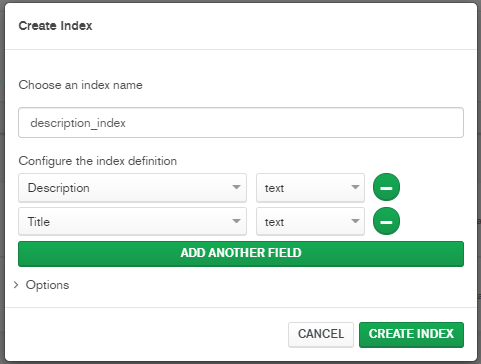 Create Index
Choose an index name
description_index
Configure the index definition
Description text
Title text
ADD ANOTHER FIELD
Options
CANCEL CREATE INDEX